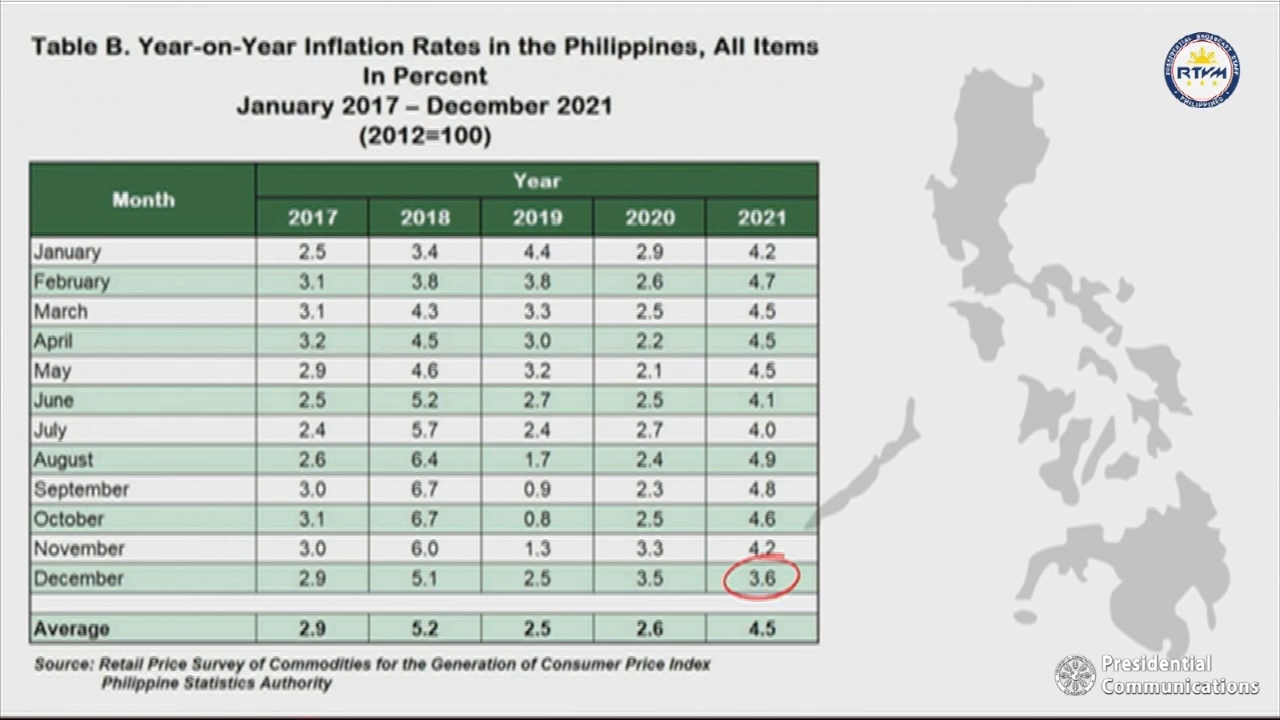 Table B. Year-on-Year Inflation Rates in the Philippines, All Items
In Percent
January 2017 – December 2021
(2012=100)
Month Year
2017 2018 2019 2020 2021
January 2.5 3.4 4.4 2.9 4.2
February 3.1 3.8 3.8 2.6 4.7
March 3.1 4.3 3.3 2.5 4.5
April 3.2 4.5 3.0 2.2 4.5
May 2.9 4.6 3.2 2.1 4.5
June 2.5 5.2 2.7 2.5 4.1
July 2.4 5.7 2.4 2.7 4.0
August 2.6 6.4 1.7 2.4 4.9
September 3.0 6.7 0.9 2.3 4.8
October 3.1 6.7 0.8 2.5 4.6
November 3.0 6.0 1.3 3.3 4.2
December 2.9 5.1 2.5 3.5 3.6
Average 2.9 5.2 2.5 2.6 4.5
Source: Retail Price Survey of Commodities for the Generation of Consumer Price Index
Philippine Statistics Authority
PRESIDENTIAL BROADCAST STAFF
RTVM
PHILIPPINES
Presidential
Communications